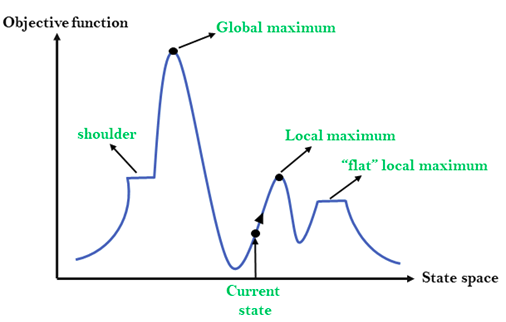 Objective function
Global maximum
shoulder
Local maximum
“flat” local maximum
State space
Current
state